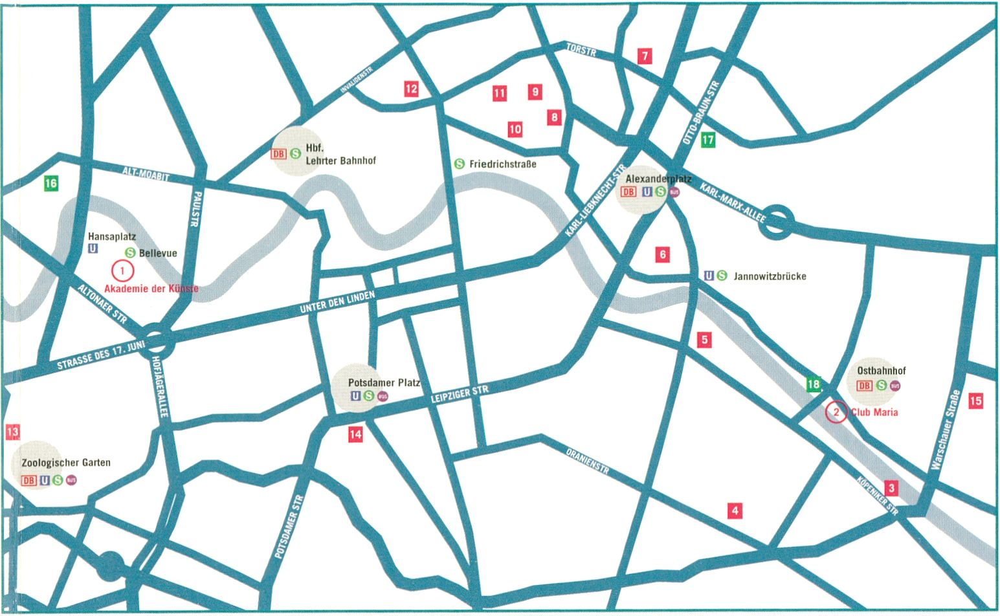 TORSTR
7
INVALIDENSTR
12
11
9
8
10
OTTO-BRAUN-STR
17
Hbf.
DB S Lehrter Bahnhof
S Friedrichstraße
ALT-MOABIT
16
PAULSTR
KARL-LIEBKNECHT-STR
Alexanderplatz
DB U S BUS
KARL-MARX-ALLEE
Hansaplatz
U
S Bellevue
1
Akademie der Künste
6
U S Jannowitzbrücke
ALTONAER STR
UNTER DEN LINDEN
STRASSE DES 17. JUNI
5
HOFJÄGERALLEE
Potsdamer Platz
U S BUS
LEIPZIGER STR
Ostbahnhof
DB S BUS
18
2 Club Maria
15
Warschauer Straße
13
14
Zoologischer Garten
DB U S BUS
ORANIENSTR
KÖPENIKER STR
3
4
POTSDAMER STR